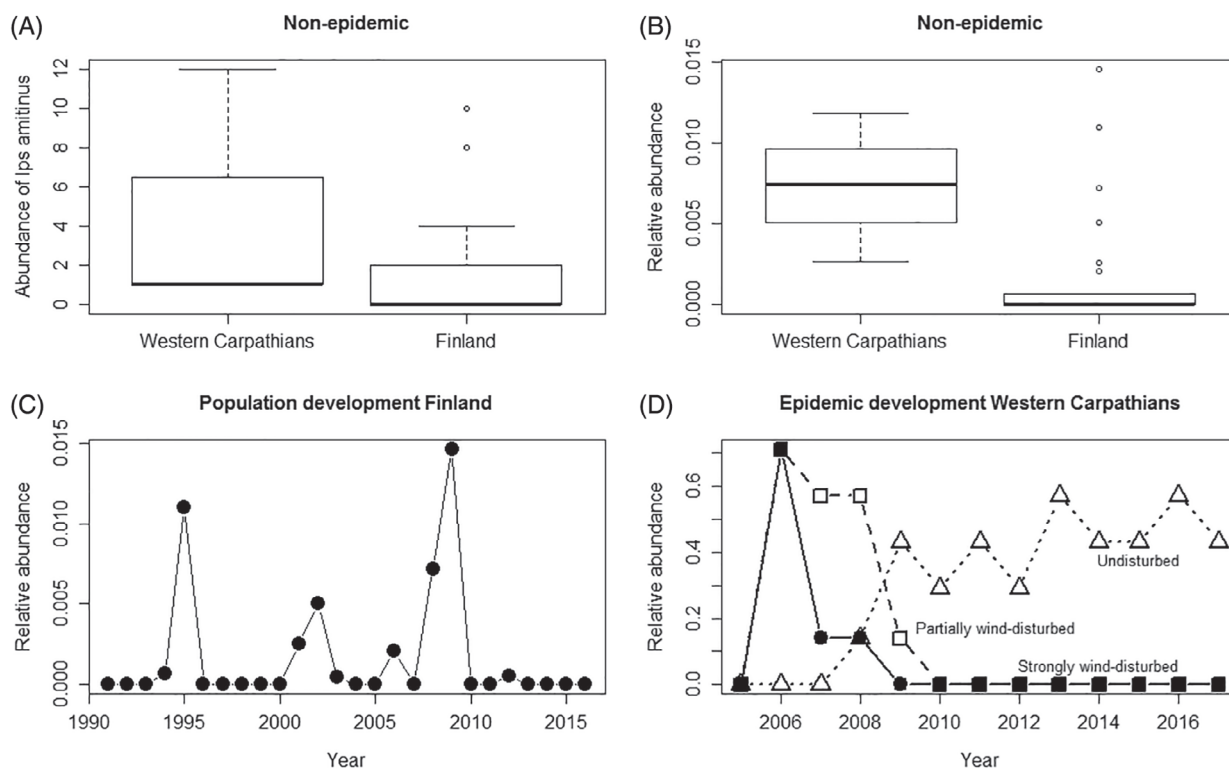 (A)
Non-epidemic
Abundance of Ips amitinus
12
10
8
6
4
2
0
Western Carpathians
Finland
(B)
Non-epidemic
Relative abundance
0.015
0.010
0.005
0.000
Western Carpathians
Finland
(C)
Population development Finland
Relative abundance
0.015
0.010
0.005
0.000
1990
1995
2000
2005
2010
2015
Year
(D)
Epidemic development Western Carpathians
Relative abundance
0.6
0.4
0.2
0.0
Undisturbed
Partially wind-disturbed
Strongly wind-disturbed
2006
2008
2010
2012
2014
2016
Year